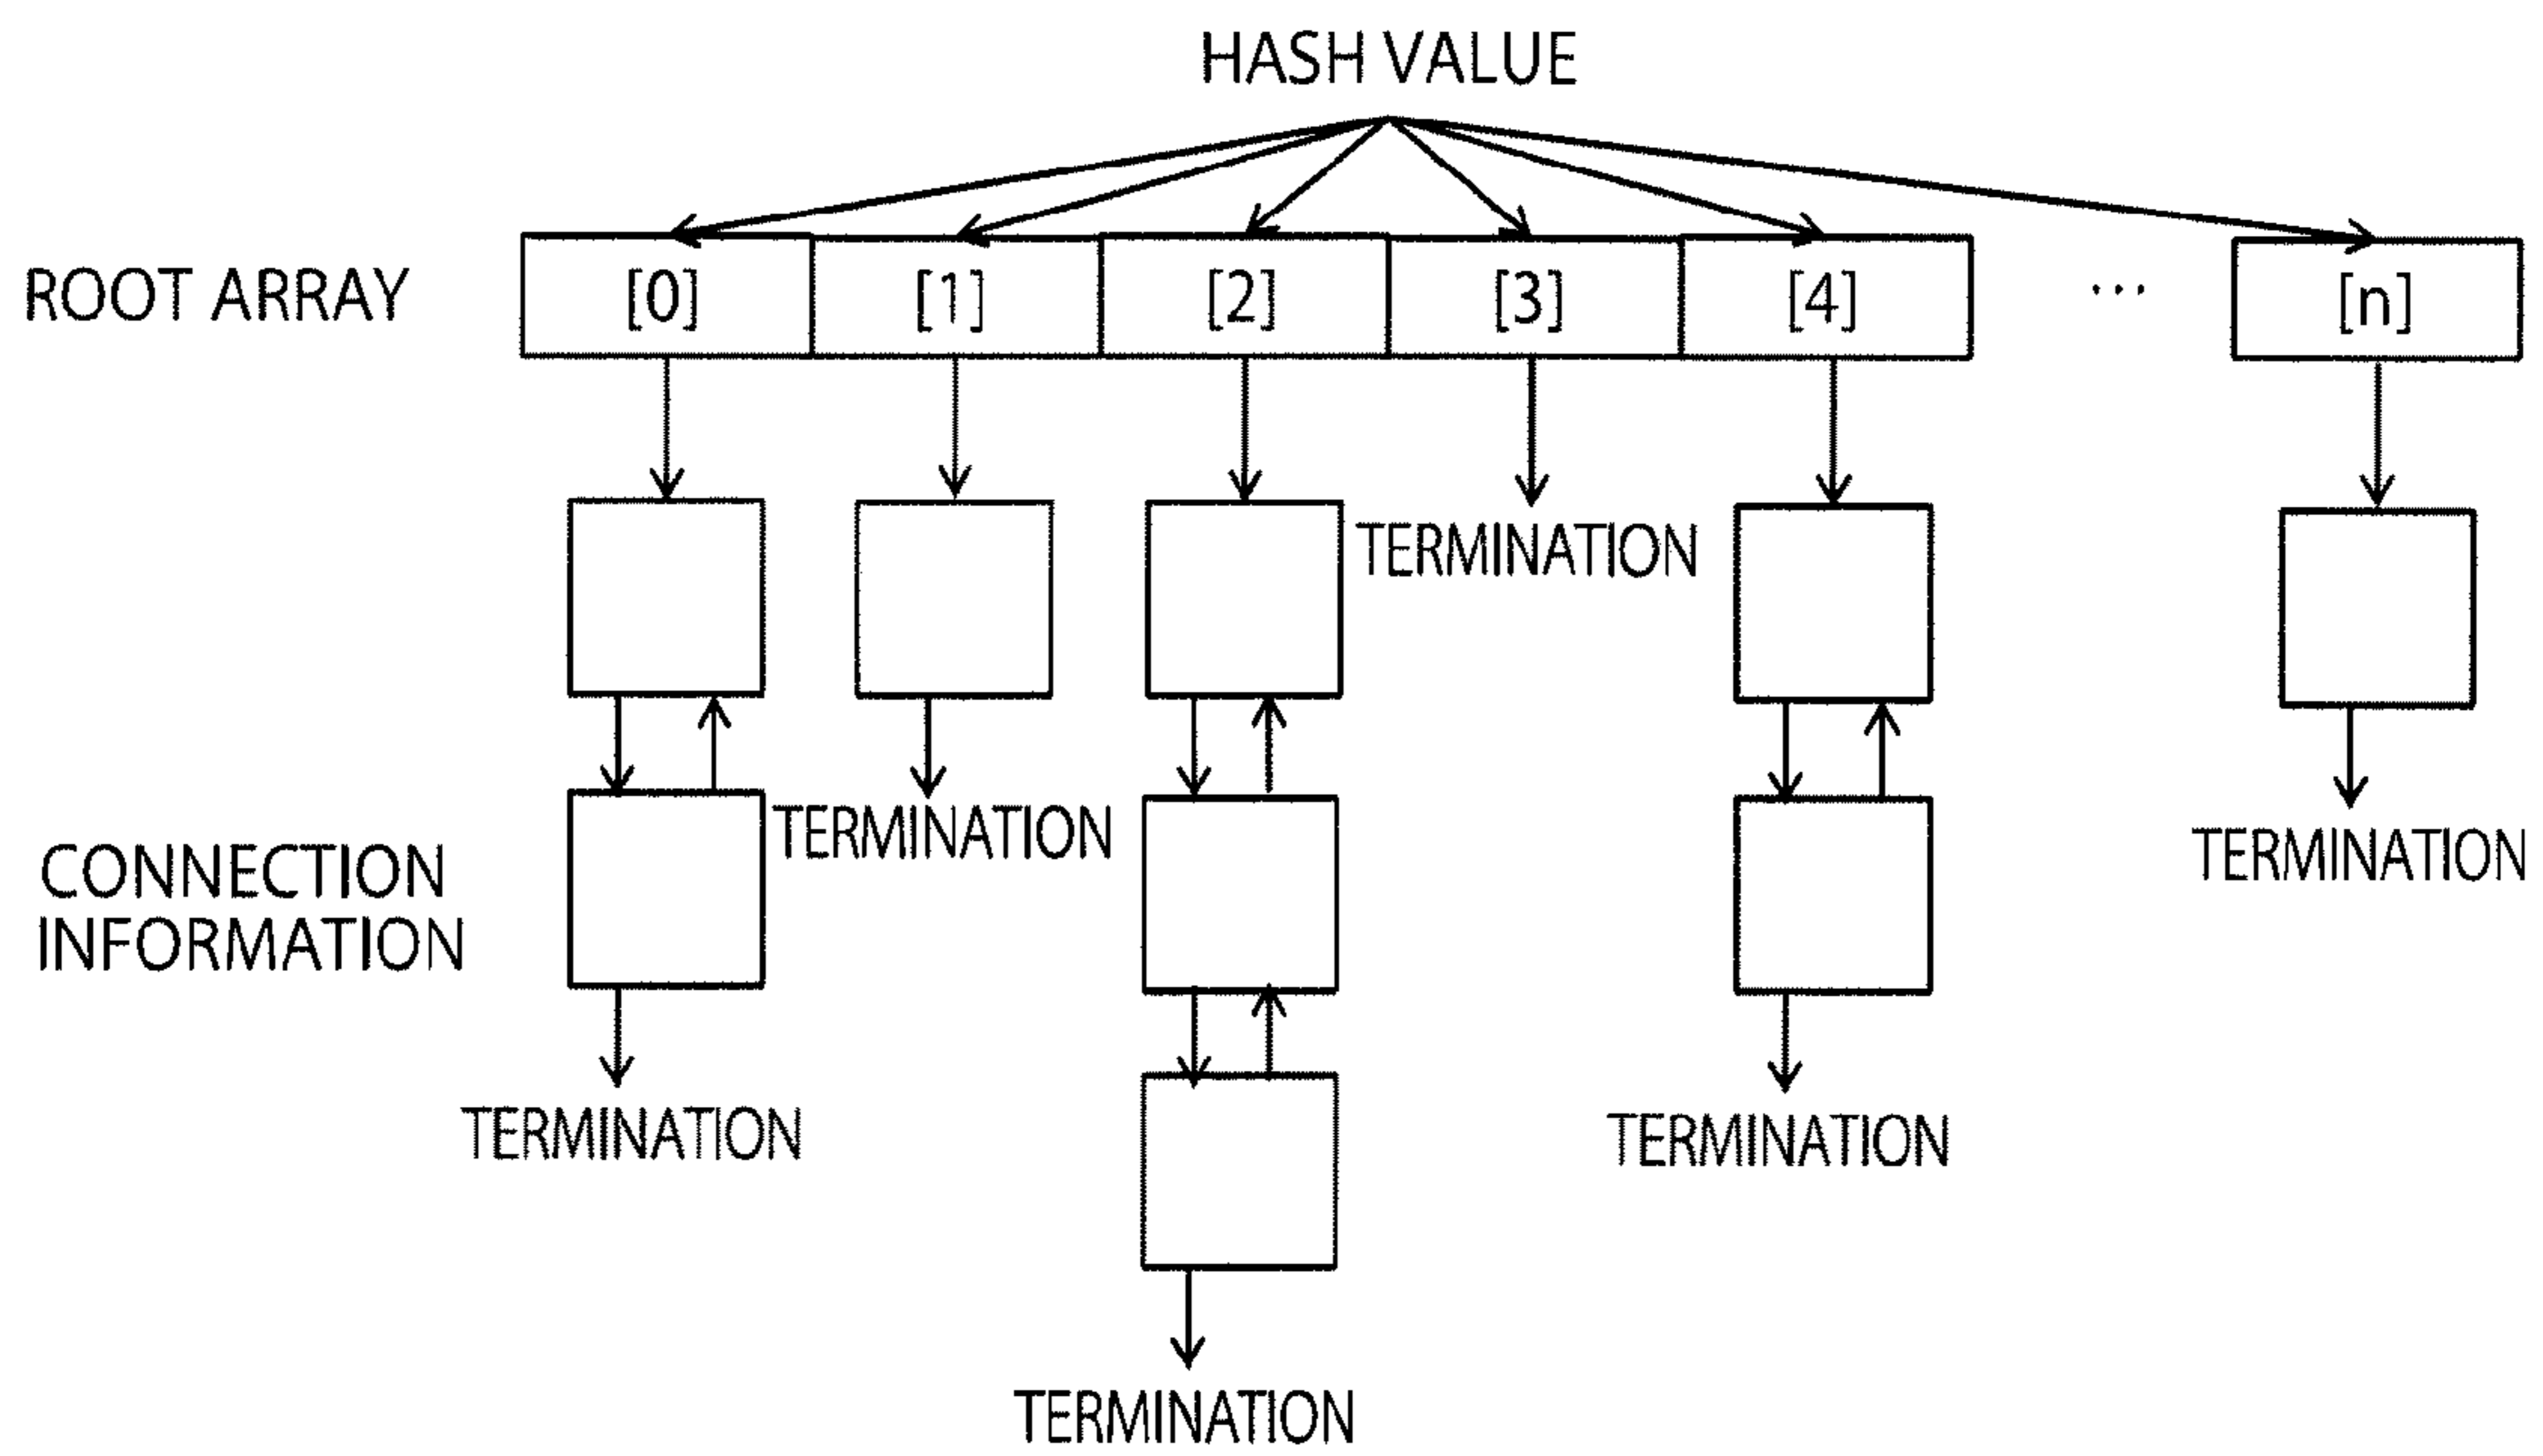 HASH VALUE
ROOT ARRAY
[0] [1] [2] [3] [4] ... [n]
TERMINATION
TERMINATION
TERMINATION
CONNECTION
INFORMATION
TERMINATION
TERMINATION
TERMINATION